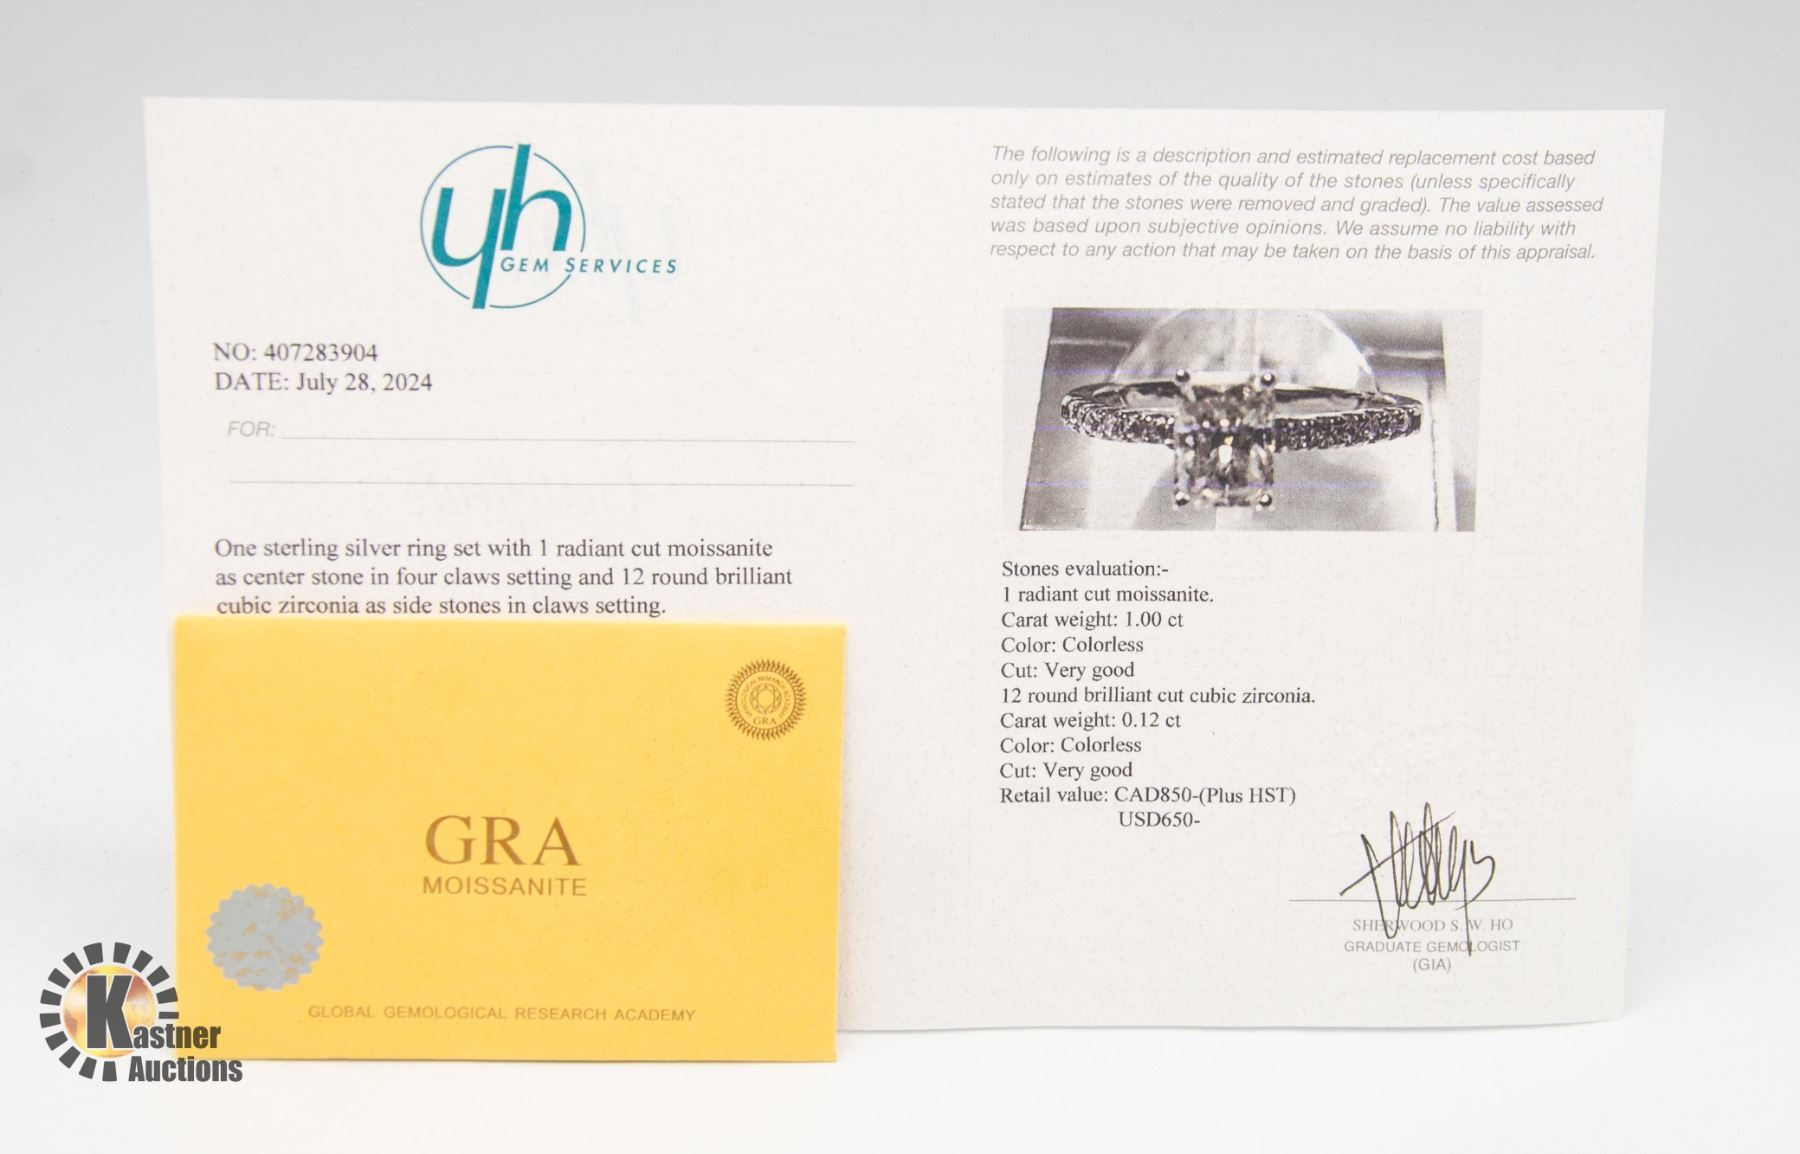 yh
GEM SERVICES
NO: 407283904
DATE: July 28, 2024
FOR:
One sterling silver ring set with 1 radiant cut moissanite
as center stone in four claws setting and 12 round brilliant
cubic zirconia as side stones in claws setting.
The following is a description and estimated replacement cost based
only on estimates of the quality of the stones (unless specifically
stated that the stones were removed and graded). The value assessed
was based upon subjective opinions. We assume no liability with
respect to any action that may be taken on the basis of this appraisal.
Stones evaluation:-
1 radiant cut moissanite.
Carat weight: 1.00 ct
Color: Colorless
Cut: Very good
12 round brilliant cut cubic zirconia.
Carat weight: 0.12 ct
Color: Colorless
Cut: Very good
Retail value: CAD850-(Plus HST)
USD650-
SHERWOOD S. W. HO
GRADUATE GEMOLOGIST
(GIA)
GRA
GRA
MOISSANITE
GLOBAL GEMOLOGICAL RESEARCH ACADEMY
Kastner
Auctions